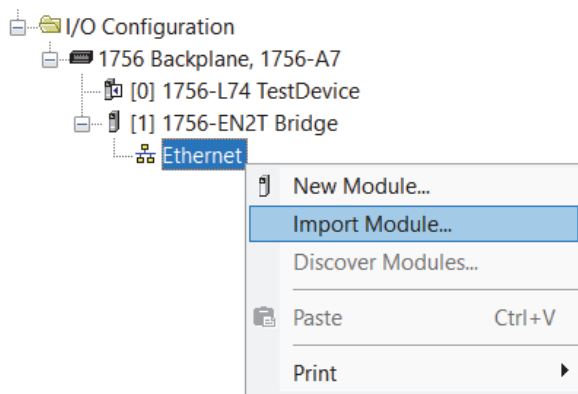 I/O Configuration
1756 Backplane, 1756-A7
[0] 1756-L74 TestDevice
[1] 1756-EN2T Bridge
Ethernet
New Module...
Import Module...
Discover Modules...
Paste Ctrl+V
Print